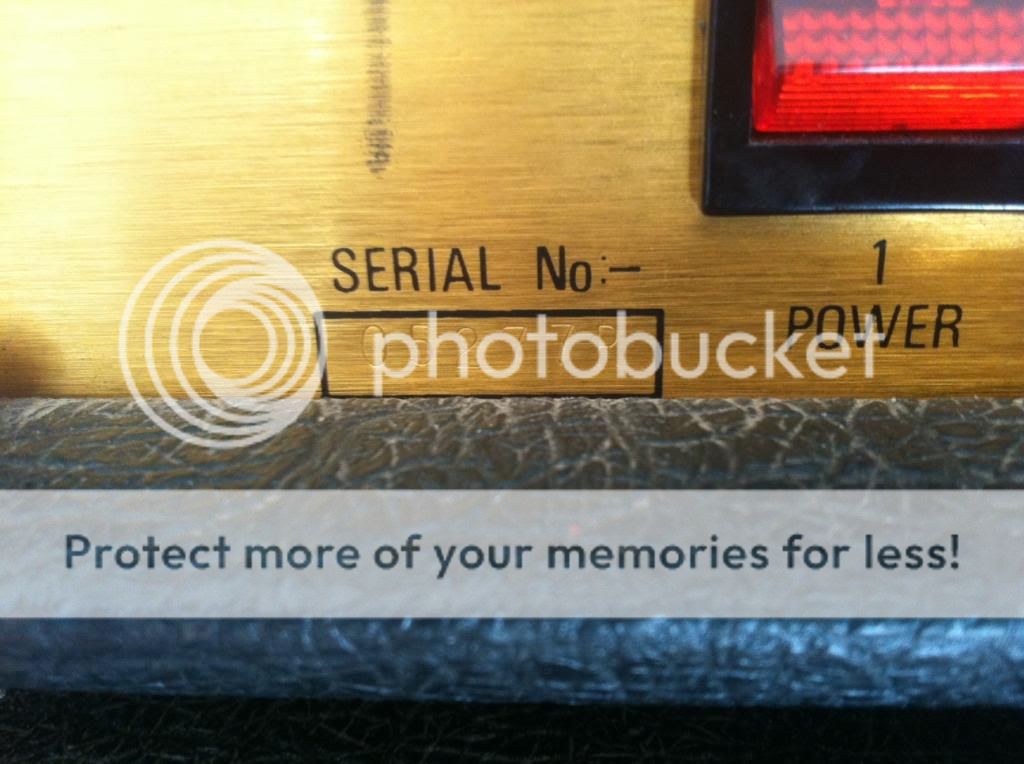 SERIAL No:-
1
POWER
photobucket
Protect more of your memories for less!